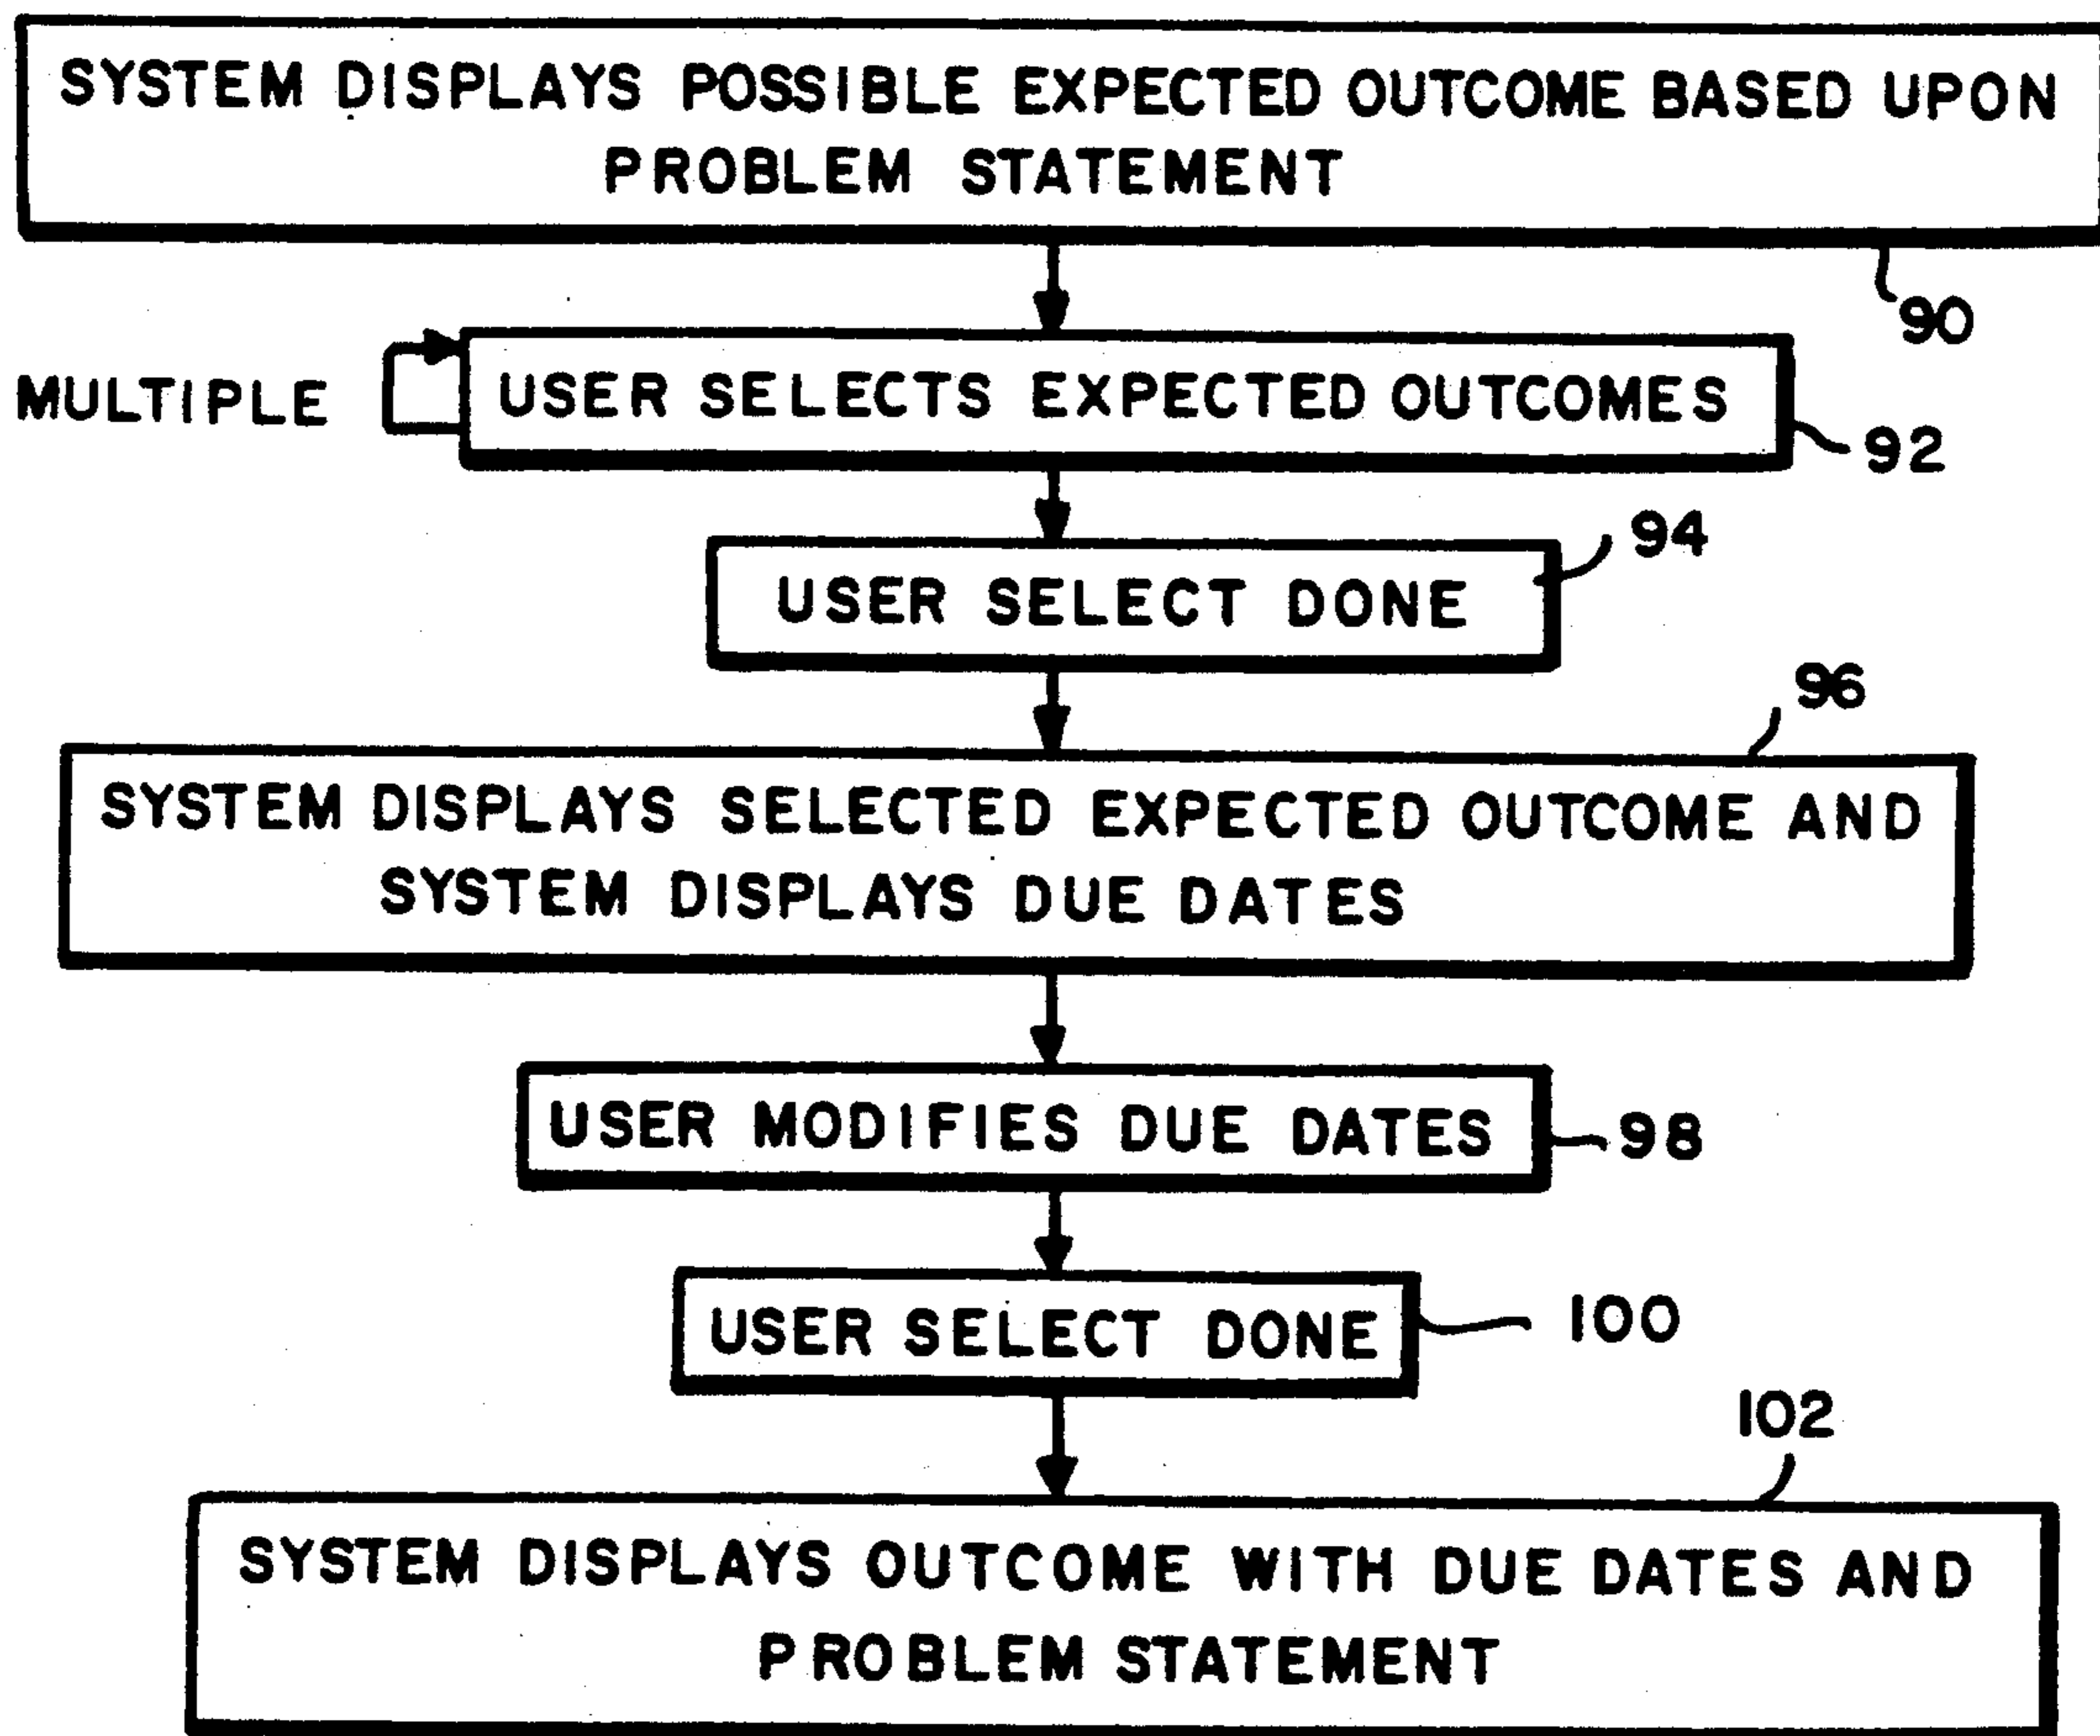 SYSTEM DISPLAYS POSSIBLE EXPECTED OUTCOME BASED UPON
PROBLEM STATEMENT
90
MULTIPLE
USER SELECTS EXPECTED OUTCOMES
92
94
USER SELECT DONE
96
SYSTEM DISPLAYS SELECTED EXPECTED OUTCOME AND
SYSTEM DISPLAYS DUE DATES
USER MODIFIES DUE DATES
98
USER SELECT DONE
100
102
SYSTEM DISPLAYS OUTCOME WITH DUE DATES AND
PROBLEM STATEMENT